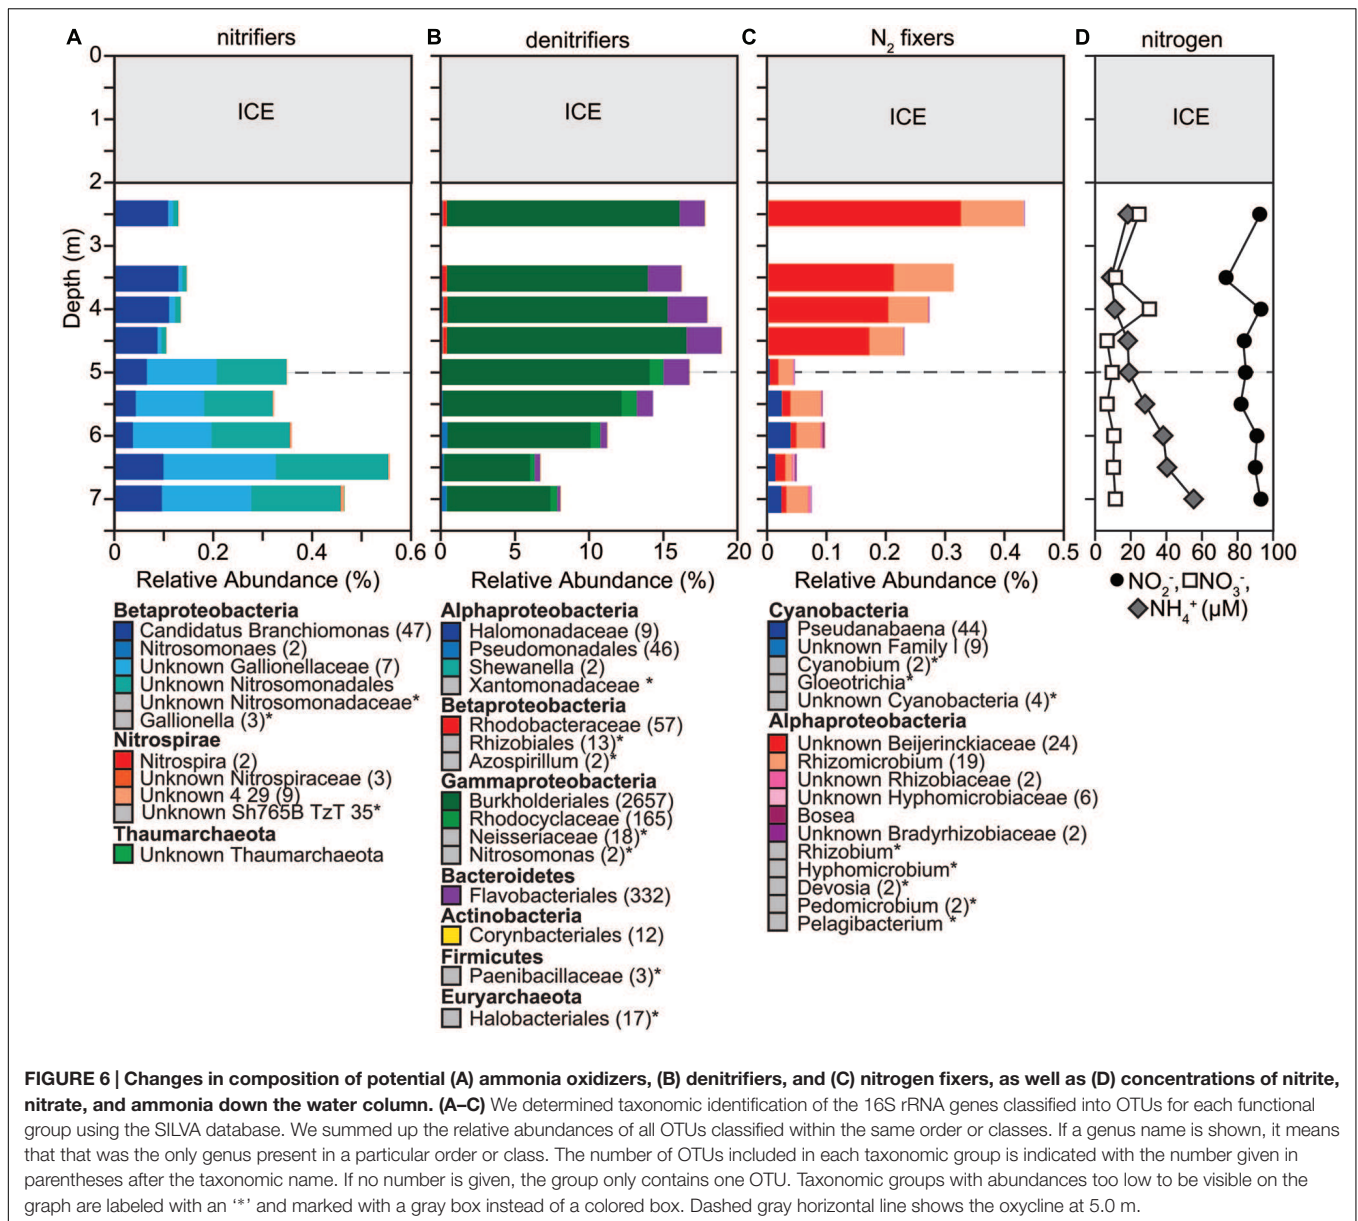 A nitrifiers
B denitrifiers
C N2 fixers
D nitrogen
Depth (m)
0
1
2
3
4
5
6
7
ICE
ICE
ICE
ICE
0 0.2 0.4 0.6
0 5 10 15 20
0 0.1 0.2 0.3 0.4 0.5
0 20 40 60 80 100
Relative Abundance (%)
Relative Abundance (%)
Relative Abundance (%)
NO2-, NO3-,
NH4+ (µM)
Betaproteobacteria
Candidatus Branchiomonas (47)
Nitrosomonaes (2)
Unknown Gallionellaceae (7)
Unknown Nitrosomonadales
Unknown Nitrosomonadaceae*
Gallionella (3)*
Nitrospirae
Nitrospira (2)
Unknown Nitrospiraceae (3)
Unknown 4 29 (9)
Unknown Sh765B TzT 35*
Thaumarchaeota
Unknown Thaumarchaeota
Alphaproteobacteria
Halomonadaceae (9)
Pseudomonadales (46)
Shewanella (2)
Xantomonadaceae *
Betaproteobacteria
Rhodobacteraceae (57)
Rhizobiales (13)*
Azospirillum (2)*
Gammaproteobacteria
Burkholderiales (2657)
Rhodocyclaceae (165)
Neisseriaceae (18)*
Nitrosomonas (2)*
Bacteroidetes
Flavobacteriales (332)
Actinobacteria
Corynbacteriales (12)
Firmicutes
Paenibacillaceae (3)*
Euryarchaeota
Halobacteriales (17)*
Cyanobacteria
Pseudanabaena (44)
Unknown Family I (9)
Cyanobium (2)*
Gloeotrichia*
Unknown Cyanobacteria (4)*
Alphaproteobacteria
Unknown Beijerinckiaceae (24)
Rhizomicrobium (19)
Unknown Rhizobiaceae (2)
Unknown Hyphomicrobiaceae (6)
Bosea
Unknown Bradyrhizobiaceae (2)
Rhizobium*
Hyphomicrobium*
Devosia (2)*
Pedomicrobium (2)*
Pelagibacterium *
FIGURE 6 | Changes in composition of potential (A) ammonia oxidizers, (B) denitrifiers, and (C) nitrogen fixers, as well as (D) concentrations of nitrite,
nitrate, and ammonia down the water column. (A–C) We determined taxonomic identification of the 16S rRNA genes classified into OTUs for each functional
group using the SILVA database. We summed up the relative abundances of all OTUs classified within the same order or classes. If a genus name is shown, it means
that that was the only genus present in a particular order or class. The number of OTUs included in each taxonomic group is indicated with the number given in
parentheses after the taxonomic name. If no number is given, the group only contains one OTU. Taxonomic groups with abundances too low to be visible on the
graph are labeled with an ‘*’ and marked with a gray box instead of a colored box. Dashed gray horizontal line shows the oxycline at 5.0 m.